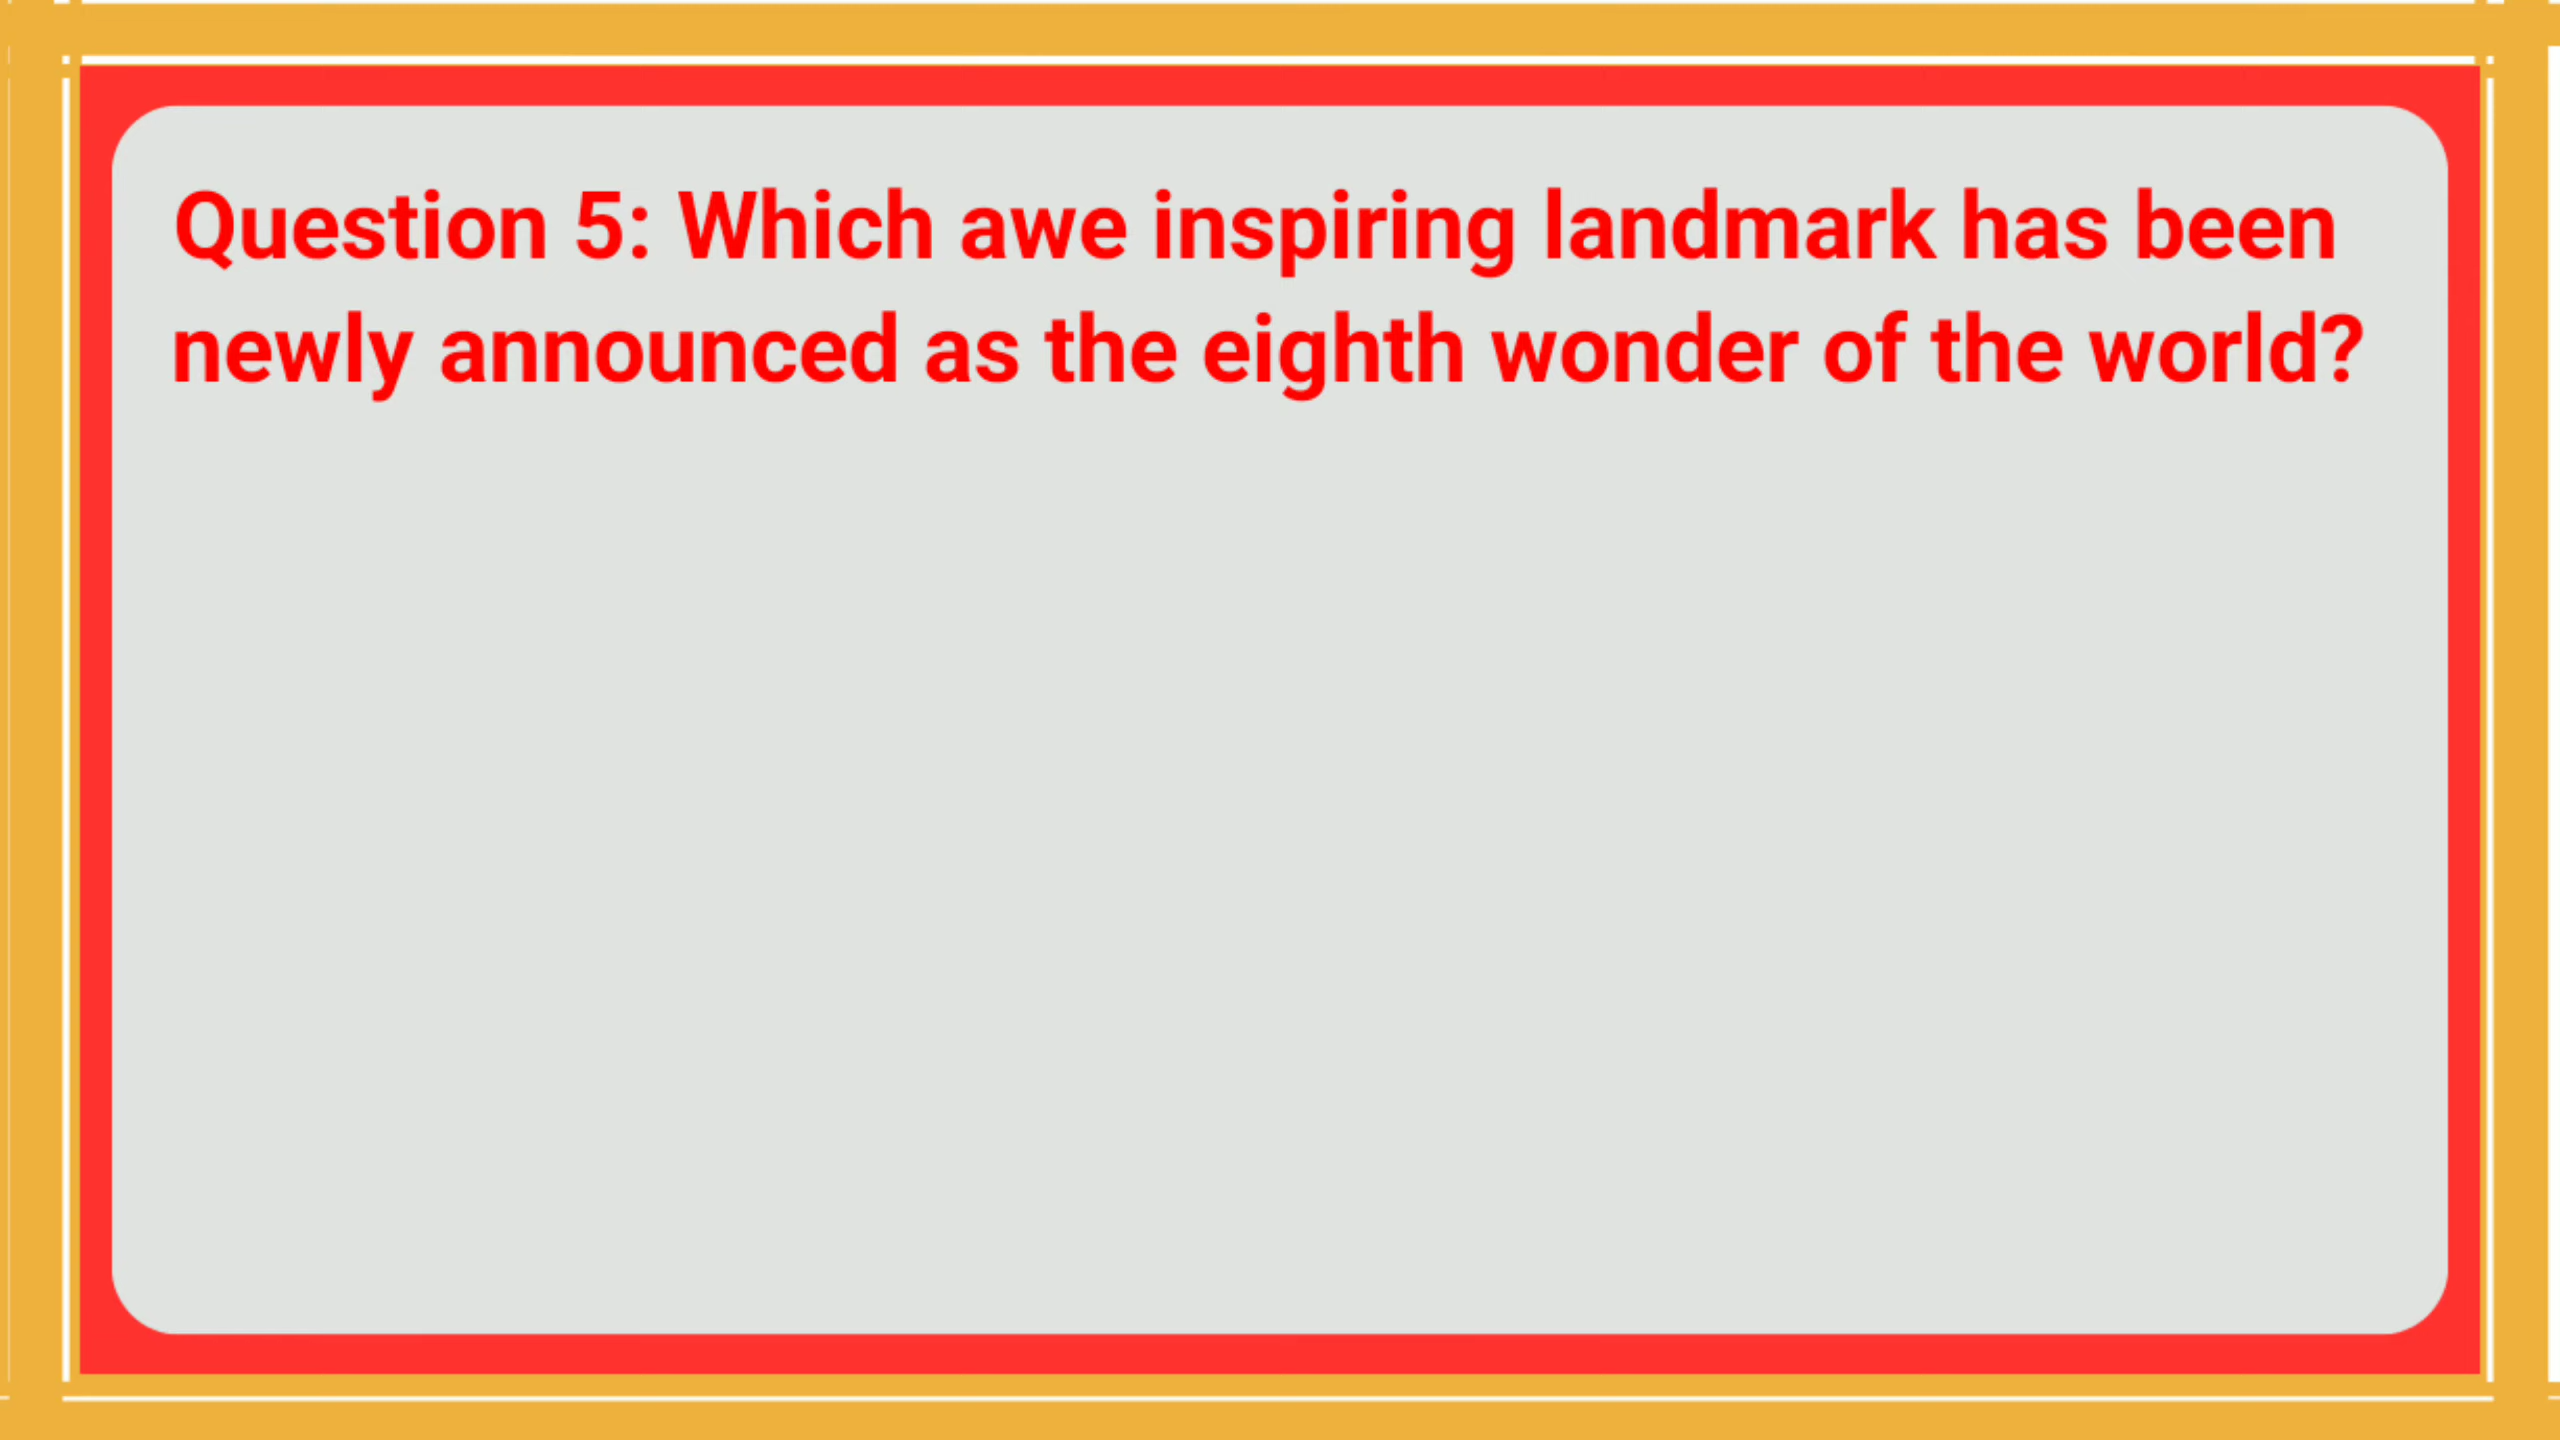 Question 5: Which awe inspiring landmark has been
newly announced as the eighth wonder of the world?